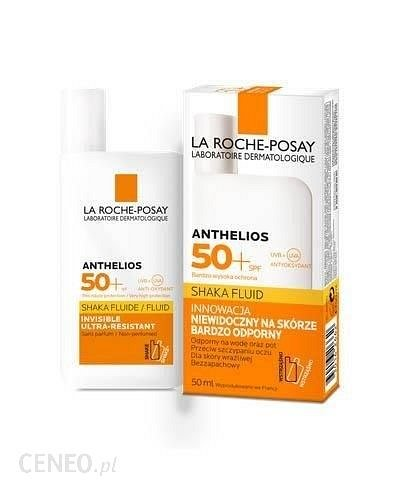 LA ROCHE-POSAY
LABORATOIRE DERMATOLOGIQUE
ANTHELIOS
50+
UVB + UVA
ANTI-OXYDANT
Très haute protection / Very high protection
SHAKA FLUIDE / FLUID
INVISIBLE
ULTRA-RESISTANT
Sans parfum / Non-perfumed
SHAKE
LA ROCHE-POSAY
LABORATOIRE DERMATOLOGIQUE
ANTHELIOS
50+ SPF
UVB + UVA
ANTYOKSYDANT
Bardzo wysoka ochrona
SHAKA FLUID
INNOWACJA
NIEWIDOCZNY NA SKÓRZE
BARDZO ODPORNY
Odporny na wodę oraz pot
Przeciw szczypaniu oczu
Dla skóry wrażliwej
Bezzapachowy
50 ml Wyprodukowano we Francji
WSTRZĄŚNIJ
WSTRZĄŚNIJ
CENEO.pl